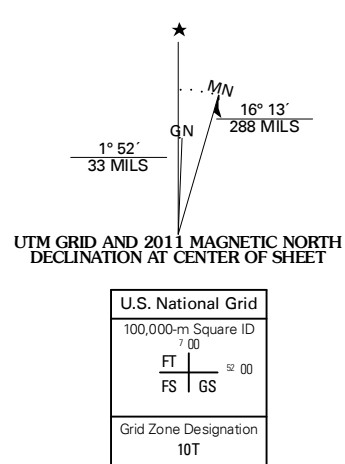 ★
MN
16° 13´
288 MILS
GN
1° 52´
33 MILS
UTM GRID AND 2011 MAGNETIC NORTH
DECLINATION AT CENTER OF SHEET
U.S. National Grid
100,000-m Square ID
7 00
FT
52 00
FS GS
Grid Zone Designation
10T